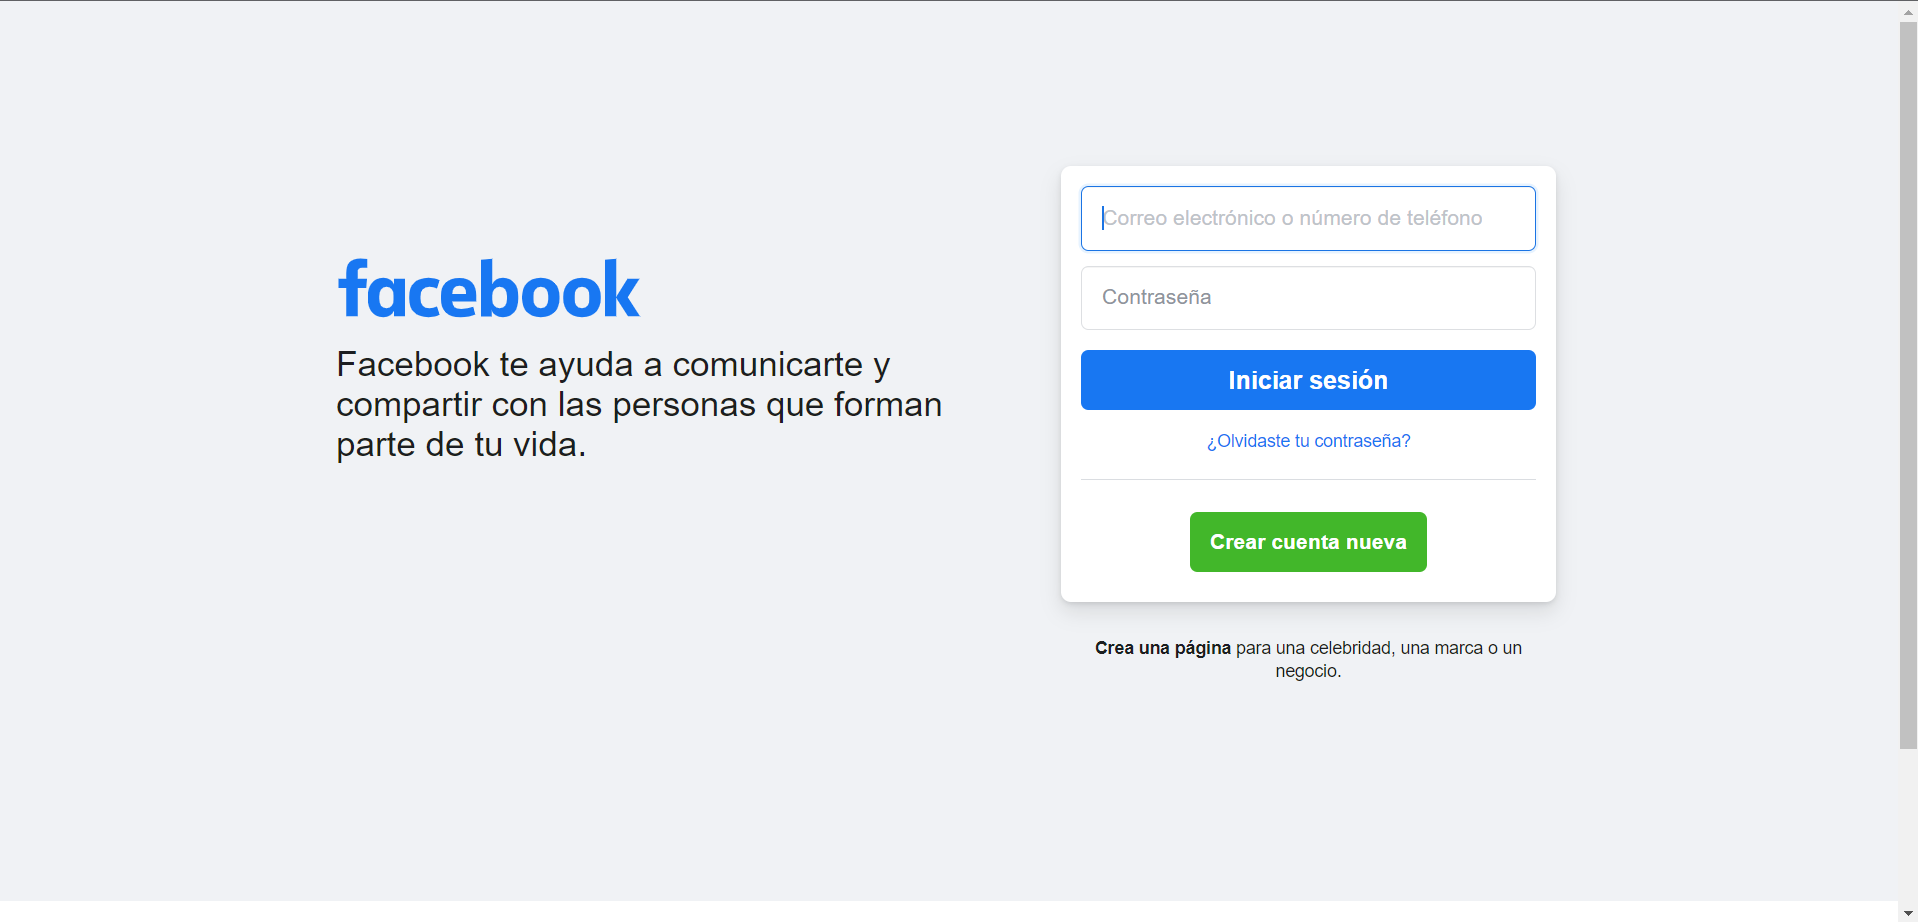 facebook
Facebook te ayuda a comunicarte y
compartir con las personas que forman
parte de tu vida.
Correo electrónico o número de teléfono
Contraseña
Iniciar sesión
¿Olvidaste tu contraseña?
Crear cuenta nueva
Crea una página para una celebridad, una marca o un
negocio.